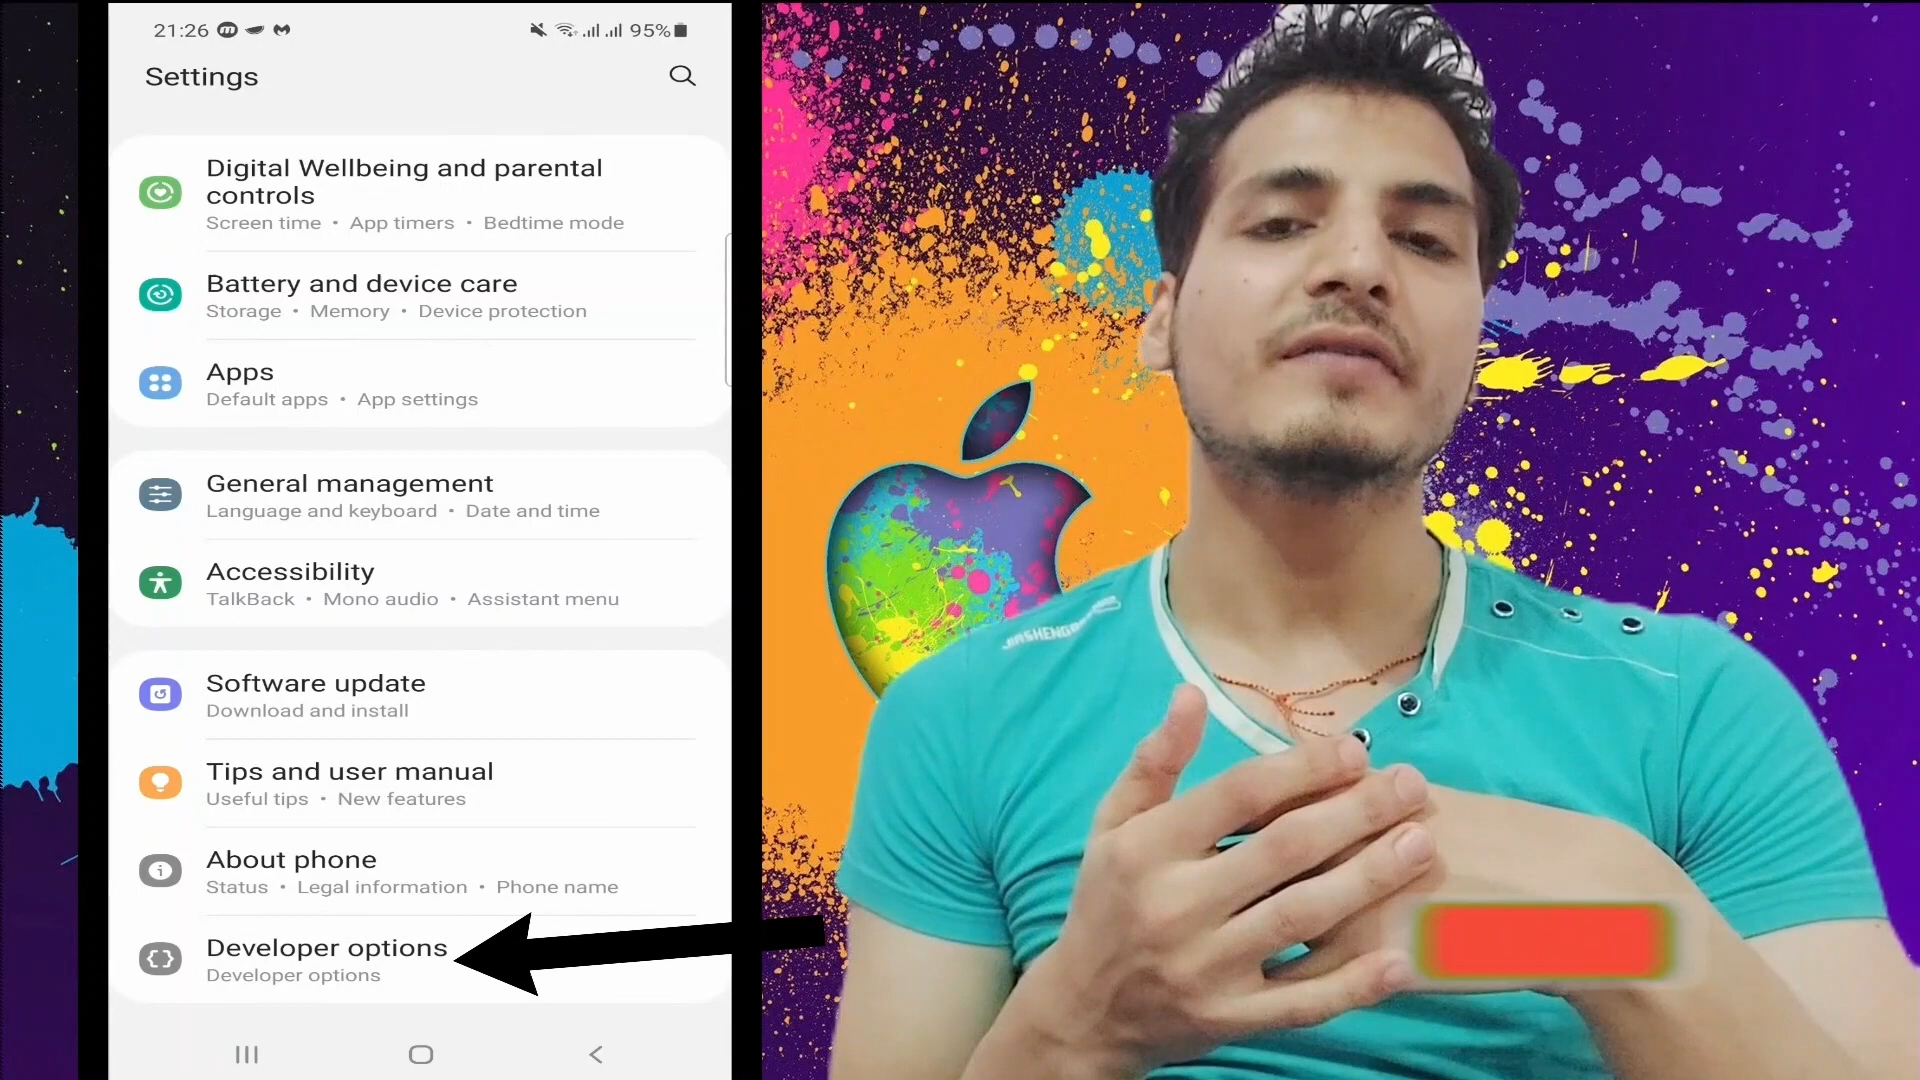 21:26
95%
Settings
Digital Wellbeing and parental
controls
Screen time • App timers • Bedtime mode
Battery and device care
Storage • Memory • Device protection
Apps
Default apps • App settings
General management
Language and keyboard • Date and time
Accessibility
TalkBack • Mono audio • Assistant menu
Software update
Download and install
Tips and user manual
Useful tips • New features
About phone
Status • Legal information • Phone name
Developer options
Developer options